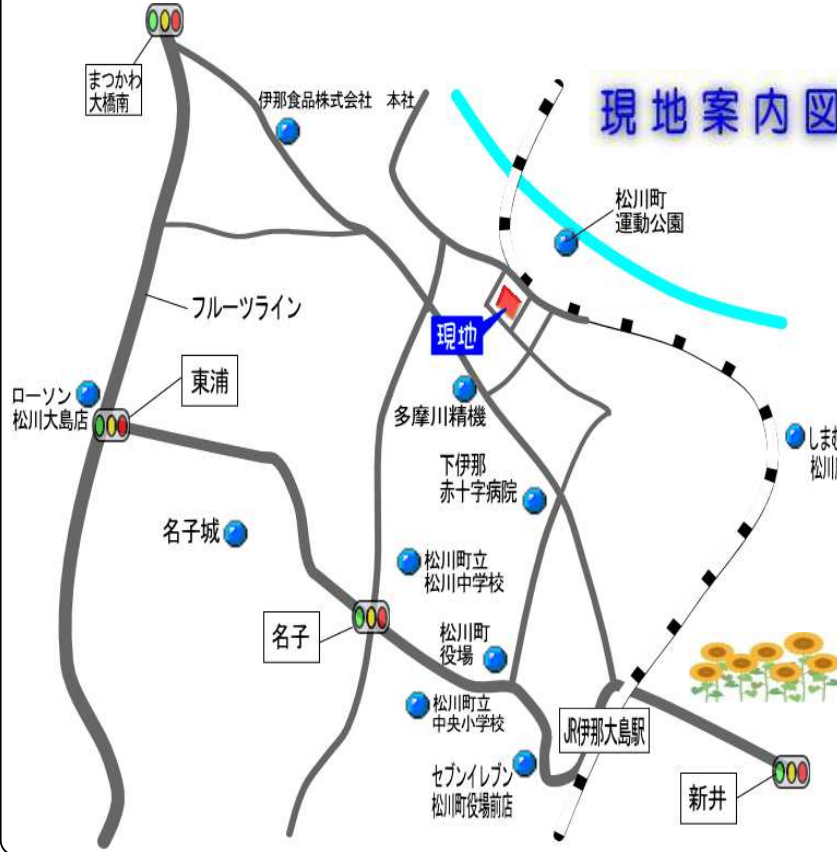 現地案内図
まつかわ
大橋南
伊那食品株式会社　本社
松川町
運動公園
フルーツライン
現地
ローソン
松川大島店
東浦
多摩川精機
下伊那
赤十字病院
名子城
松川町立
松川中学校
名子
松川町
役場
松川町立
中央小学校
JR伊那大島駅
セブンイレブン
松川町役場前店
新井